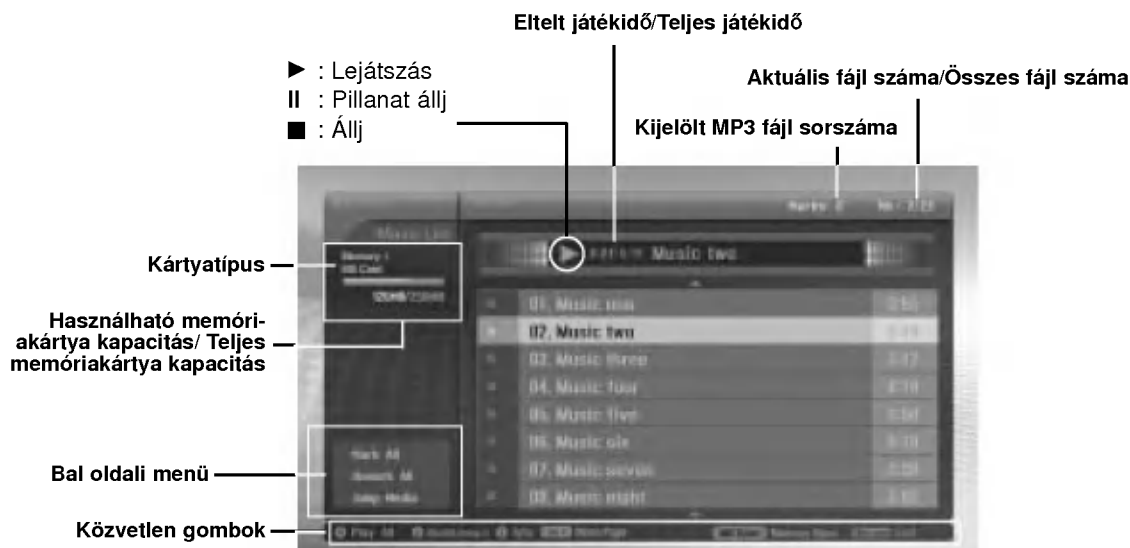 Eltelt játékidő/Teljes játékidő
▶ : Lejátszás
II : Pillanat állj
■ : Állj
Aktuális fájl száma/Összes fájl száma
Kijelölt MP3 fájl sorszáma
Music List
Kártyatípus
Music two
Használható memóri-
akártya kapacitás/ Teljes
memóriakártya kapacitás
01. Music one
02. Music two
03. Music three
04. Music four
05. Music five
06. Music six
07. Music seven
08. Music eight
Bal oldali menü
Mark All
Közvetlen gombok
Play All